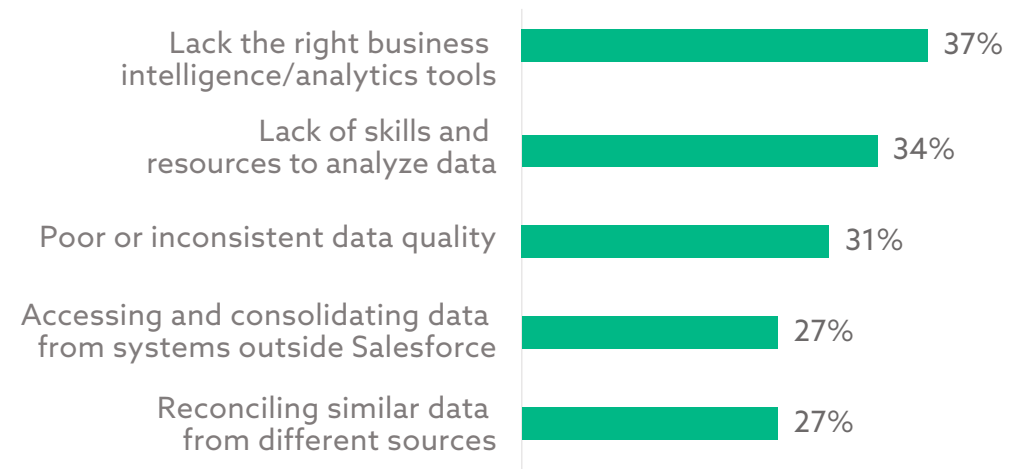 Lack the right business
intelligence/analytics tools
37%
Lack of skills and
resources to analyze data
34%
Poor or inconsistent data quality
31%
Accessing and consolidating data
from systems outside Salesforce
27%
Reconciling similar data
from different sources
27%